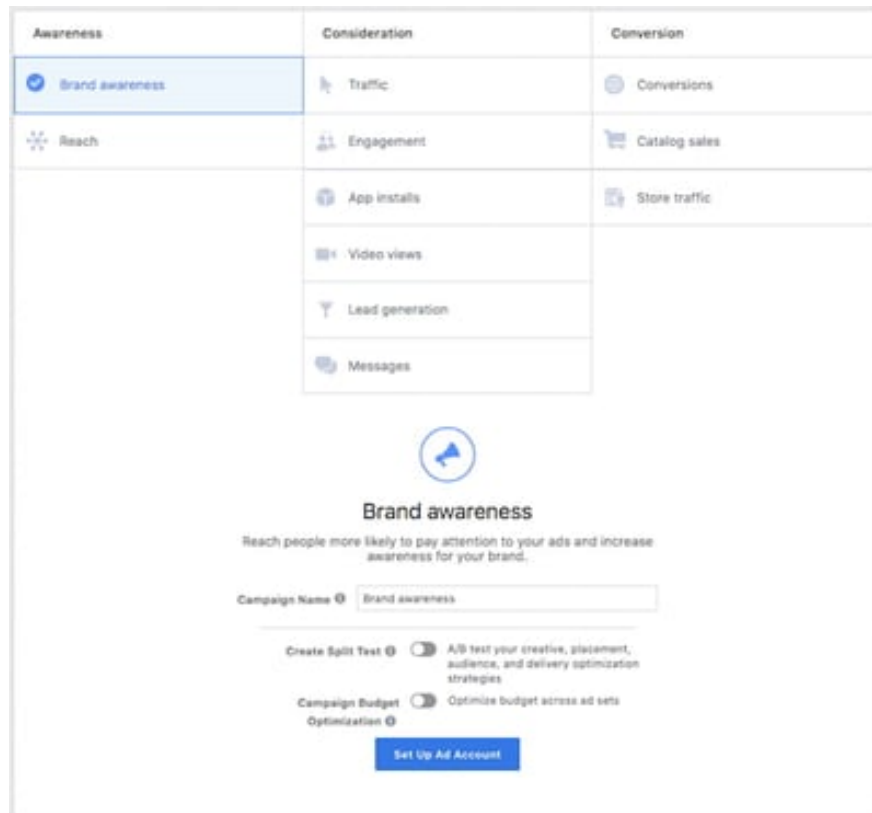 Awareness Consideration Conversion
Brand awareness Traffic Conversions
Reach Engagement Catalog sales
App installs Store traffic
Video views
Lead generation
Messages
Brand awareness
Reach people more likely to pay attention to your ads and increase
awareness for your brand.
Campaign Name Brand awareness
Create Split Test A/B test your creative, placement,
audience, and delivery optimization
strategies
Campaign Budget Optimize budget across ad sets
Optimization
Set Up Ad Account